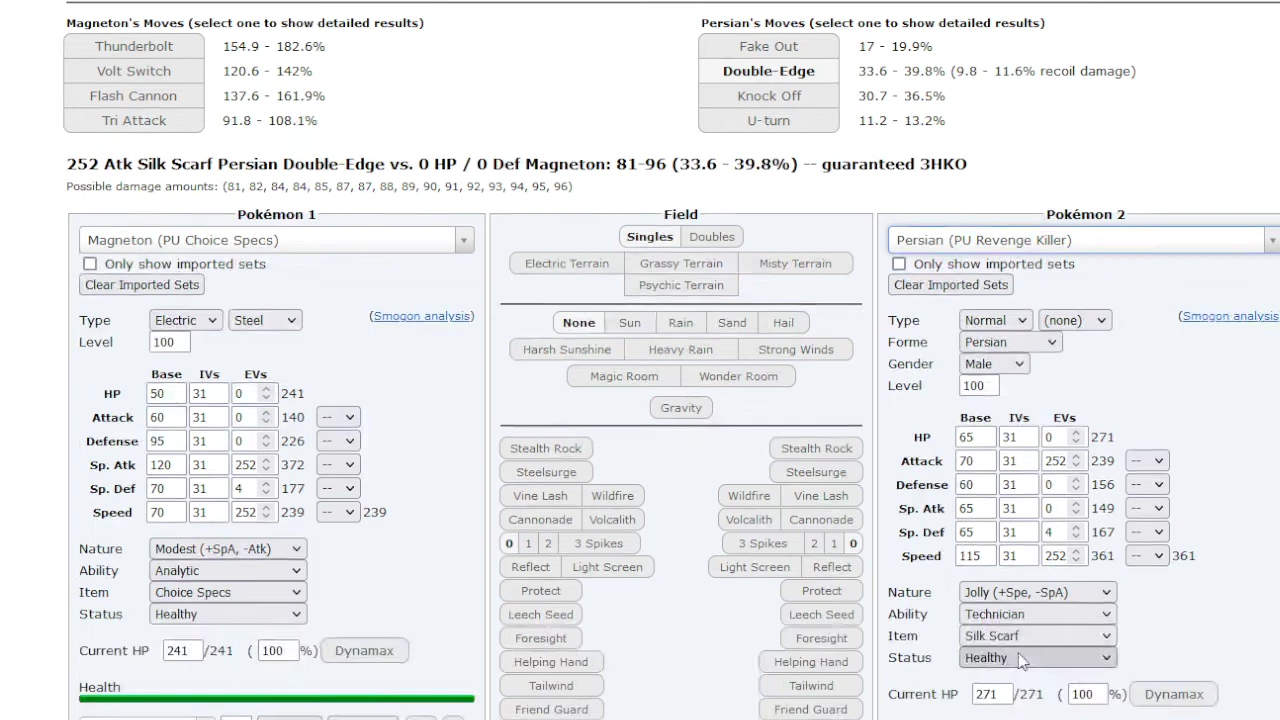 Magneton's Moves (select one to show detailed results)
Persian's Moves (select one to show detailed results)
Thunderbolt 154.9 - 182.6%
Fake Out 17 - 19.9%
Volt Switch 120.6 - 142%
Double-Edge 33.6 - 39.8% (9.8 - 11.6% recoil damage)
Flash Cannon 137.6 - 161.9%
Knock Off 30.7 - 36.5%
Tri Attack 91.8 - 108.1%
U-turn 11.2 - 13.2%
252 Atk Silk Scarf Persian Double-Edge vs. 0 HP / 0 Def Magneton: 81-96 (33.6 - 39.8%) -- guaranteed 3HKO
Possible damage amounts: (81, 82, 84, 84, 85, 87, 87, 88, 89, 90, 91, 92, 93, 94, 95, 96)
Pokémon 1
Magneton (PU Choice Specs)
Only show imported sets
Clear Imported Sets
Type Electric Steel (Smogon analysis)
Level 100
Base IVs EVs
HP 50 31 0 241
Attack 60 31 0 140 --
Defense 95 31 0 226 --
Sp. Atk 120 31 252 372 --
Sp. Def 70 31 4 177 --
Speed 70 31 252 239 -- 239
Nature Modest (+SpA, -Atk)
Ability Analytic
Item Choice Specs
Status Healthy
Current HP 241 /241 ( 100 %) Dynamax
Health
Field
Singles Doubles
Electric Terrain Grassy Terrain Misty Terrain
Psychic Terrain
None Sun Rain Sand Hail
Harsh Sunshine Heavy Rain Strong Winds
Magic Room Wonder Room
Gravity
Stealth Rock Stealth Rock
Steelsurge Steelsurge
Vine Lash Wildfire Wildfire Vine Lash
Cannonade Volcalith Volcalith Cannonade
0 1 2 3 Spikes 3 Spikes 2 1 0
Reflect Light Screen Light Screen Reflect
Protect Protect
Leech Seed Leech Seed
Foresight Foresight
Helping Hand Helping Hand
Tailwind Tailwind
Friend Guard Friend Guard
Pokémon 2
Persian (PU Revenge Killer)
Only show imported sets
Clear Imported Sets
Type Normal (none) (Smogon analysis
Forme Persian
Gender Male
Level 100
Base IVs EVs
HP 65 31 0 271
Attack 70 31 252 239 --
Defense 60 31 0 156 --
Sp. Atk 65 31 0 149 --
Sp. Def 65 31 4 167 --
Speed 115 31 252 361 -- 361
Nature Jolly (+Spe, -SpA)
Ability Technician
Item Silk Scarf
Status Healthy
Current HP 271 /271 ( 100 %) Dynamax